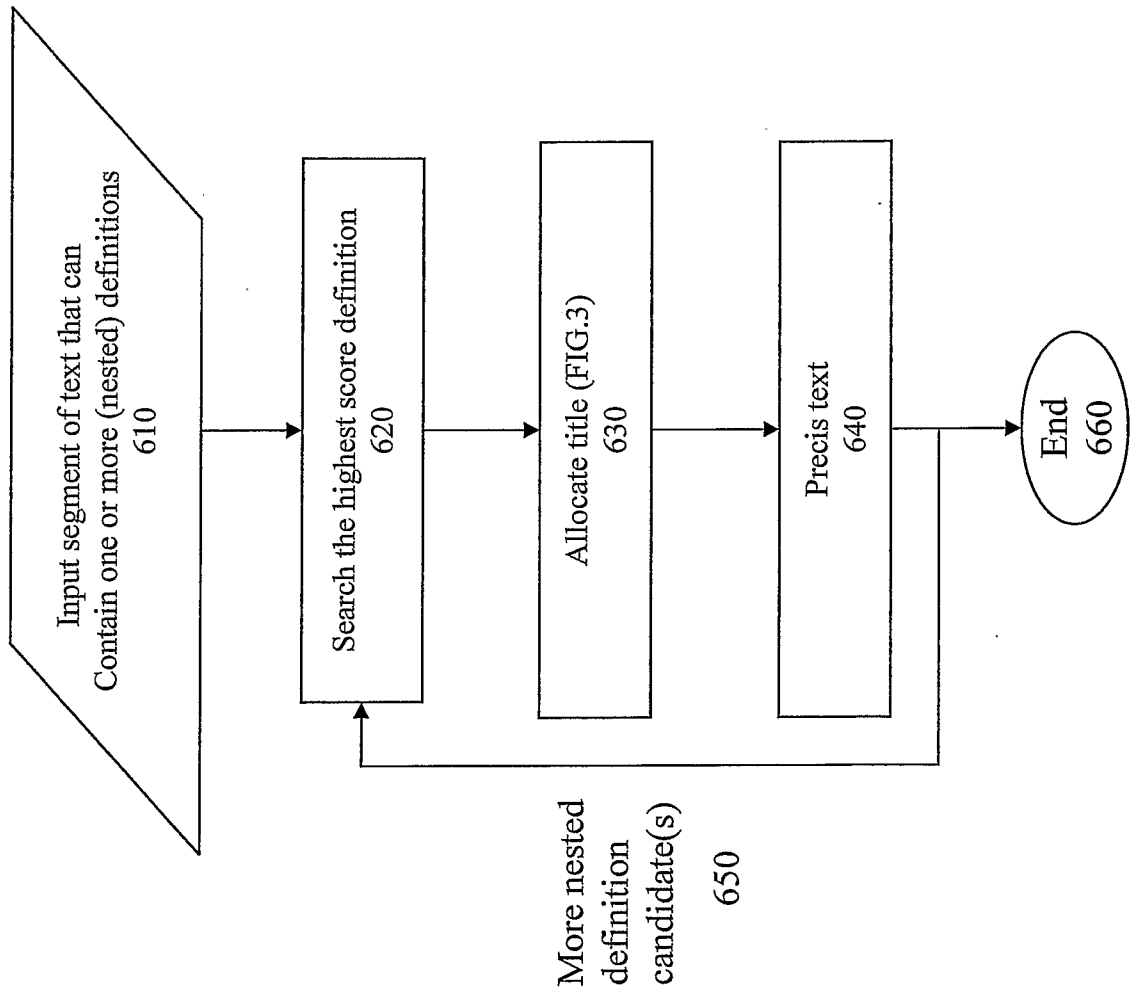 Input segment of text that can
Contain one or more (nested) definitions
610
Search the highest score definition
620
Allocate title (FIG.3)
630
Precis text
640
More nested
definition
candidate(s)
650
End
660